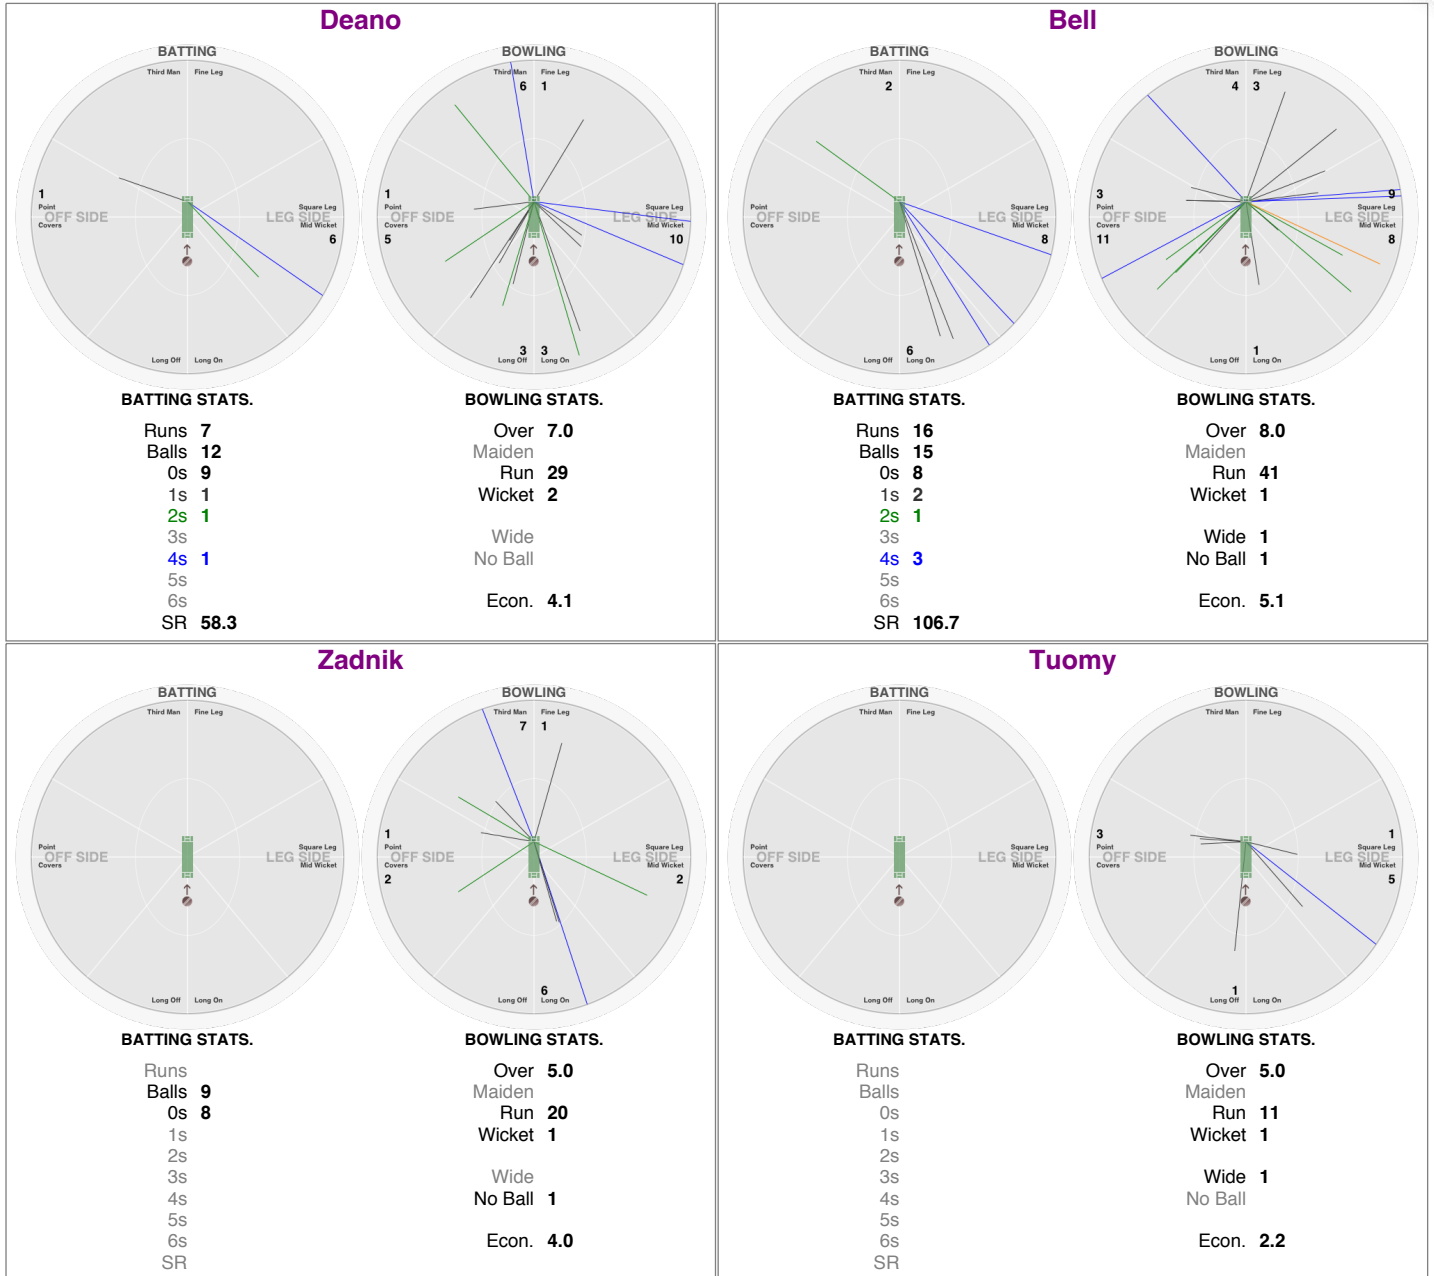 Deano
BATTING
BOWLING
Third Man Fine Leg
Third Man Fine Leg
6 1
1
1
Point
OFF SIDE
Covers
Square Leg
LEG SIDE
Mid Wicket
6
Point
OFF SIDE
Covers
5
Square Leg
LEG SIDE
Mid Wicket
10
3 3
Long Off Long On
Long Off Long On
BATTING STATS.
BOWLING STATS.
Runs 7
Balls 12
0s 9
1s 1
2s 1
3s
4s 1
5s
6s
SR 58.3
Over 7.0
Maiden
Run 29
Wicket 2
Wide
No Ball
Econ. 4.1
Bell
BATTING
BOWLING
Third Man Fine Leg
2
Third Man Fine Leg
4 3
3
9
OFF SIDE
Square Leg
LEG SIDE
Mid Wicket
8
Point
OFF SIDE
Covers
11
Square Leg
LEG SIDE
Mid Wicket
8
6
1
Long Off Long On
Long Off Long On
BATTING STATS.
BOWLING STATS.
Runs 16
Balls 15
0s 8
1s 2
2s 1
3s
4s 3
5s
6s
SR 106.7
Over 8.0
Maiden
Run 41
Wicket 1
Wide 1
No Ball 1
Econ. 5.1
Point
Covers
Zadnik
BATTING
BOWLING
Third Man Fine Leg
Third Man Fine Leg
7 1
1
Point
OFF SIDE
Covers
Square Leg
LEG SIDE
Mid Wicket
Point
OFF SIDE
Covers
2
Square Leg
LEG SIDE
Mid Wicket
2
6
Long Off Long On
Long Off Long On
BATTING STATS.
BOWLING STATS.
Runs
Balls 9
0s 8
1s
2s
3s
4s
5s
6s
SR
Over 5.0
Maiden
Run 20
Wicket 1
Wide
No Ball 1
Econ. 4.0
Tuomy
BATTING
BOWLING
Third Man Fine Leg
Third Man Fine Leg
3
1
Point
OFF SIDE
Covers
Square Leg
LEG SIDE
Mid Wicket
Point
OFF SIDE
Covers
Square Leg
LEG SIDE
Mid Wicket
5
1
Long Off Long On
Long Off Long On
BATTING STATS.
BOWLING STATS.
Runs
Balls
0s
1s
2s
3s
4s
5s
6s
SR
Over 5.0
Maiden
Run 11
Wicket 1
Wide 1
No Ball
Econ. 2.2